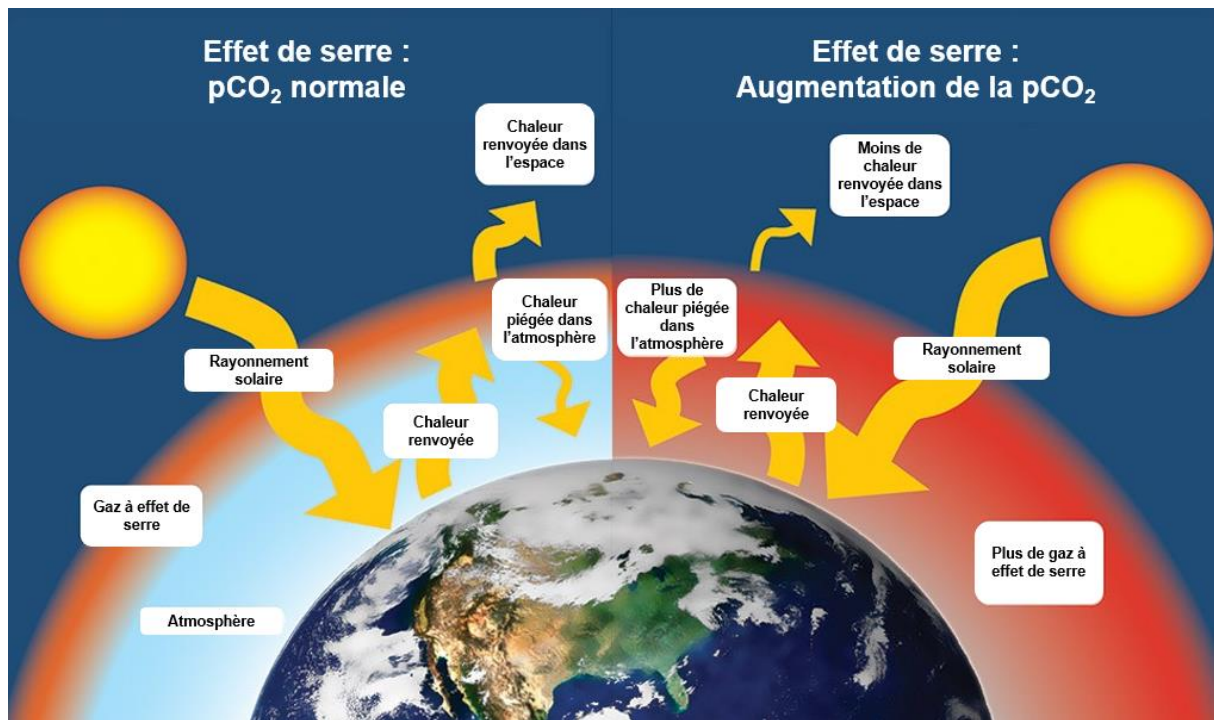 Effet de serre :
pCO₂ normale
Chaleur
renvoyée dans
l'espace
Chaleur
piégée dans
l'atmosphère
Rayonnement
solaire
Chaleur
renvoyée
Gaz à effet de
serre
Atmosphère
Effet de serre :
Augmentation de la pCO₂
Moins de
chaleur
renvoyée dans
l'espace
Plus de
chaleur piégée
dans
l'atmosphère
Rayonnement
solaire
Chaleur
renvoyée
Plus de gaz à
effet de serre